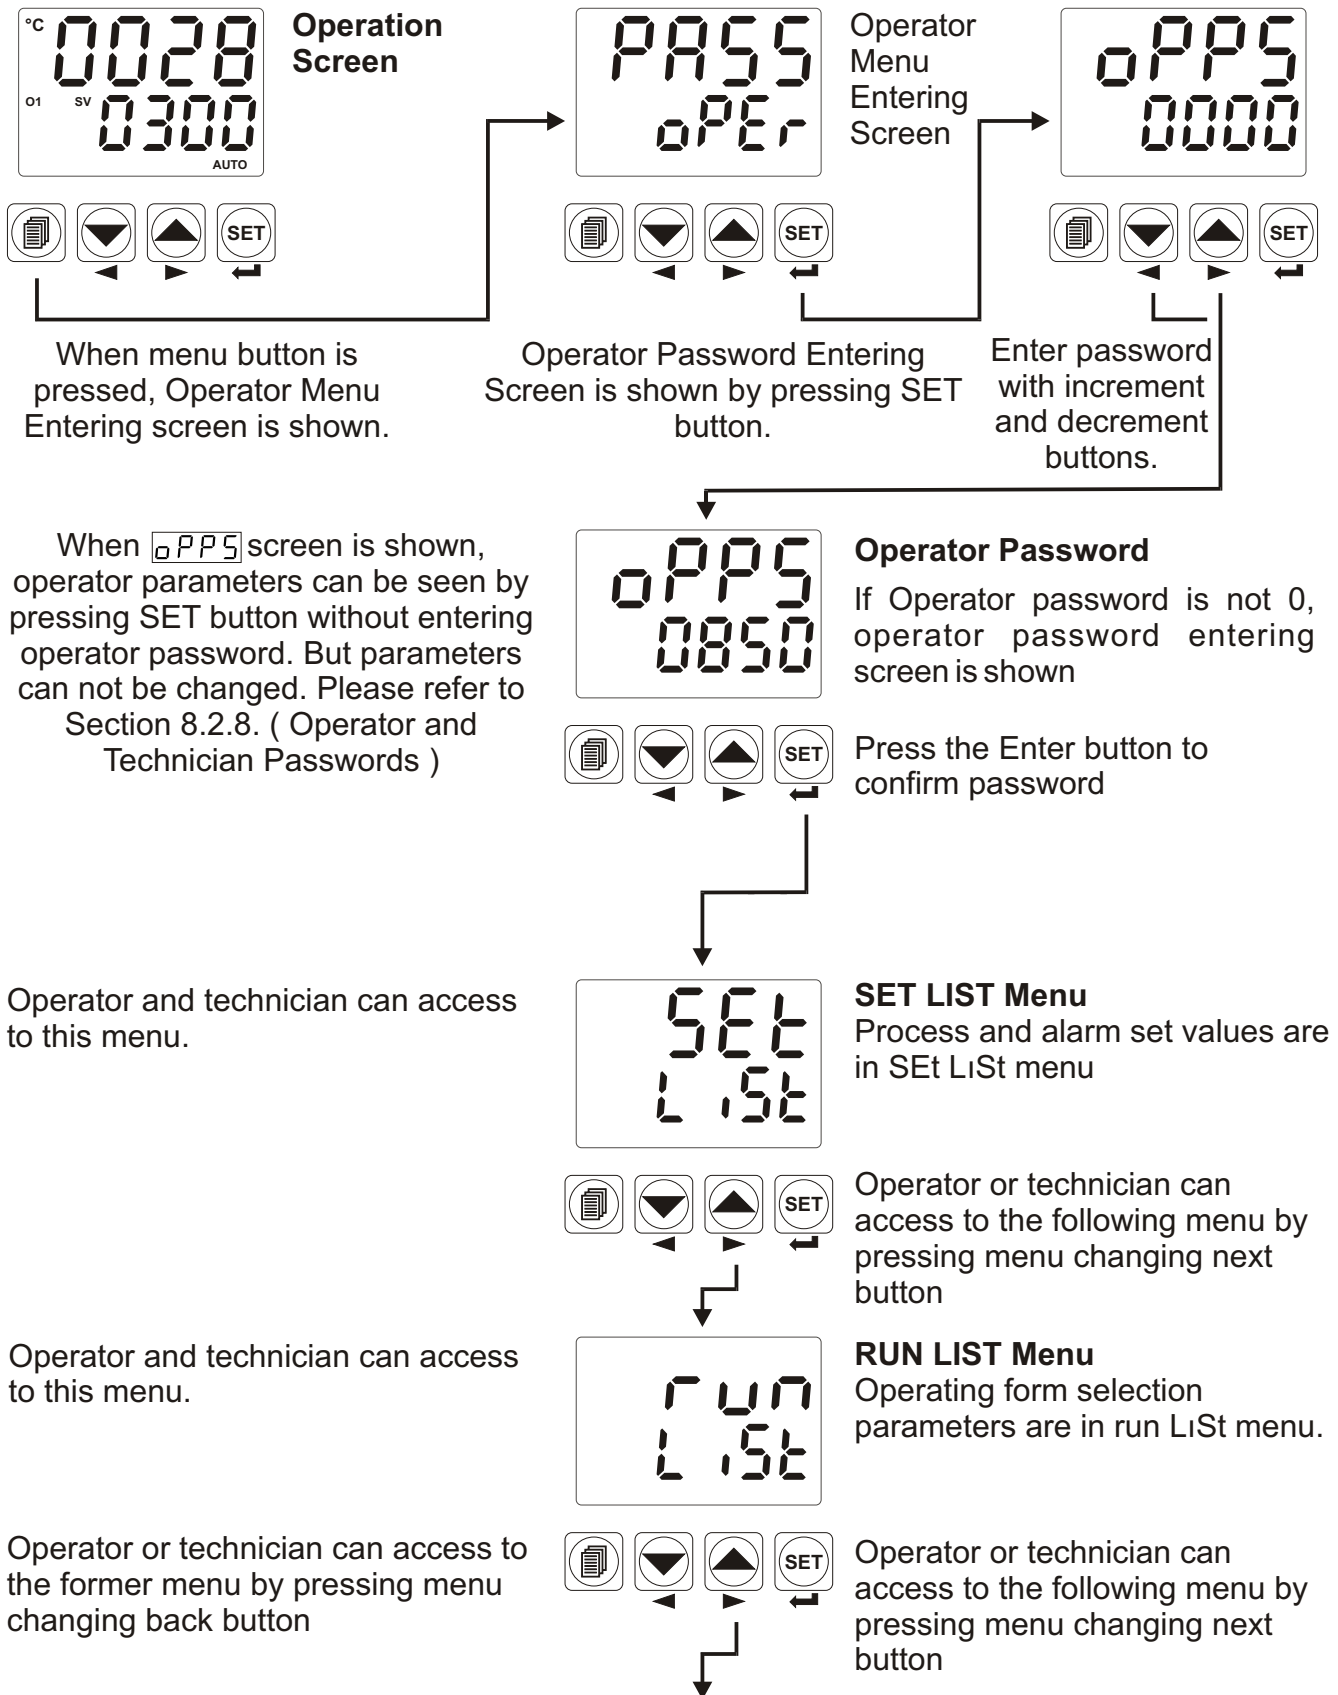 °C 0028
O1 SV 0300
AUTO
Operation
Screen
SET
When menu button is
pressed, Operator Menu
Entering screen is shown.
PASS
oPEr
Operator
Menu
Entering
Screen
SET
Operator Password Entering
Screen is shown by pressing SET
button.
oPPS
0000
SET
Enter password
with increment
and decrement
buttons.
When oPPS screen is shown,
operator parameters can be seen by
pressing SET button without entering
operator password. But parameters
can not be changed. Please refer to
Section 8.2.8. ( Operator and
Technician Passwords )
oPPS
0850
SET
Operator Password
If Operator password is not 0,
operator password entering
screen is shown
Press the Enter button to
confirm password
Operator and technician can access
to this menu.
SEt
LiSt
SET
SET LIST Menu
Process and alarm set values are
in SEt LıSt menu
Operator or technician can
access to the following menu by
pressing menu changing next
button
Operator and technician can access
to this menu.
run
LiSt
RUN LIST Menu
Operating form selection
parameters are in run LıSt menu.
Operator or technician can access to
the former menu by pressing menu
changing back button
SET
Operator or technician can
access to the following menu by
pressing menu changing next
button